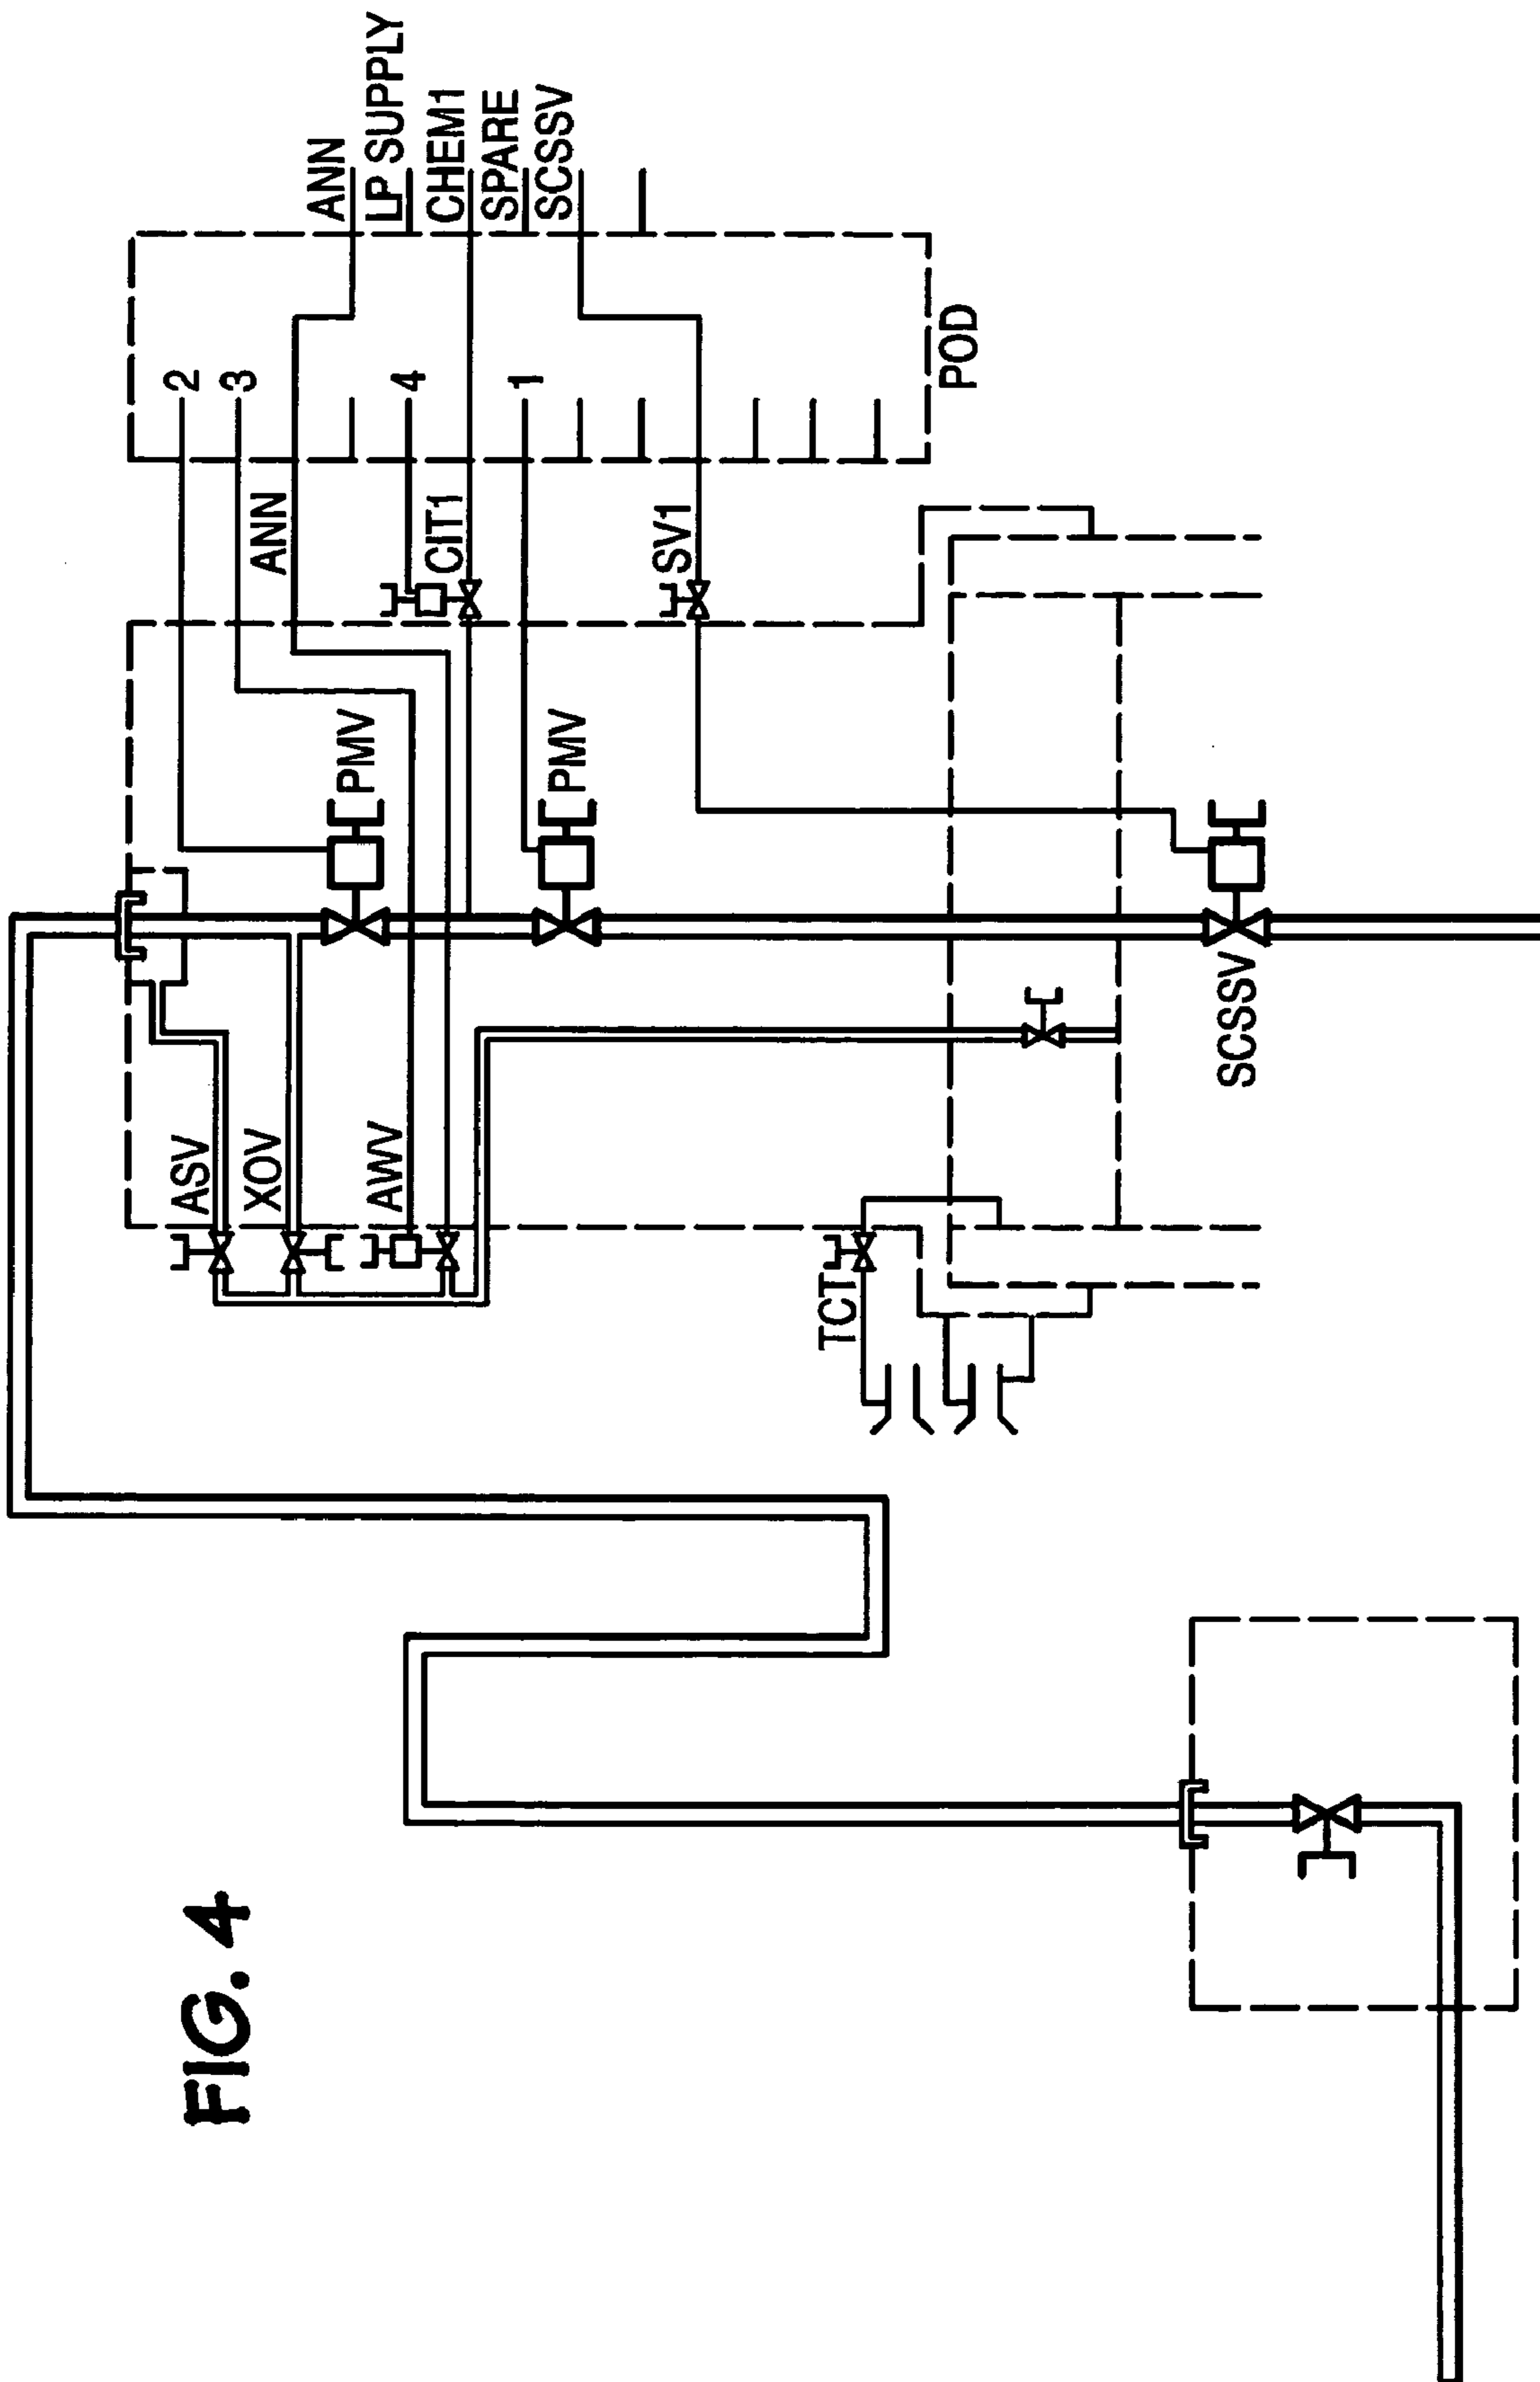 FIG. 4
ANN
LP SUPPLY
CHEM1
SPARE
SCSSV
2
3
4
1
POD
ANN
CIT1
SV1
PMV
PMV
ASV
XOV
AWV
SCSSV
TCT